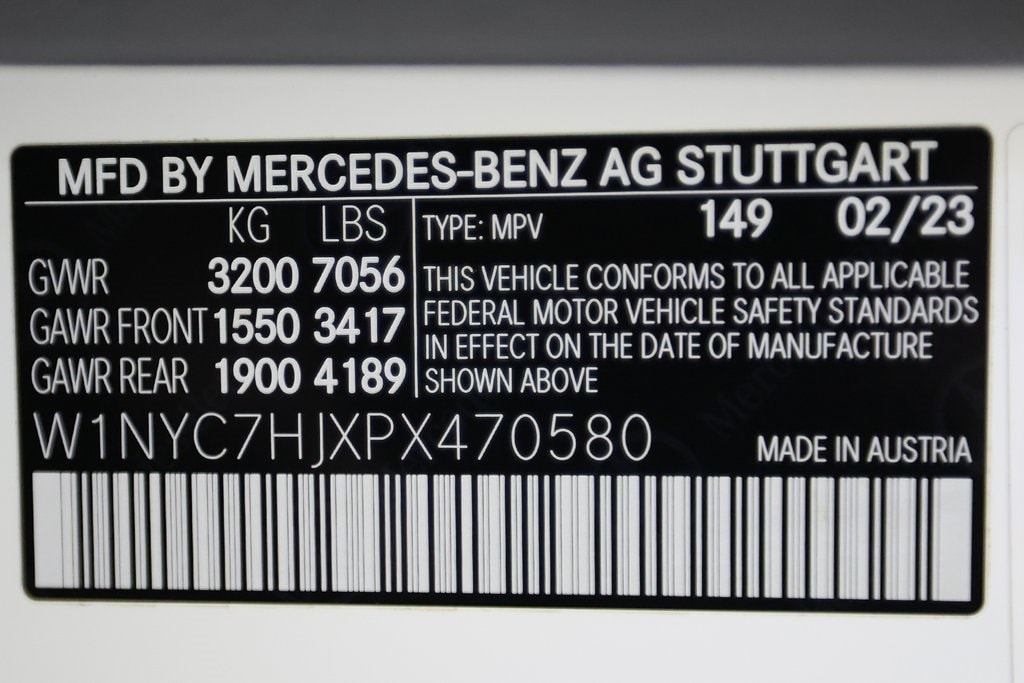 MFD BY MERCEDES-BENZ AG STUTTGART
KG LBS
GVWR 3200 7056
GAWR FRONT 1550 3417
GAWR REAR 1900 4189
TYPE: MPV 149 02/23
THIS VEHICLE CONFORMS TO ALL APPLICABLE
FEDERAL MOTOR VEHICLE SAFETY STANDARDS
IN EFFECT ON THE DATE OF MANUFACTURE
SHOWN ABOVE
W1NYC7HJXPX470580
MADE IN AUSTRIA